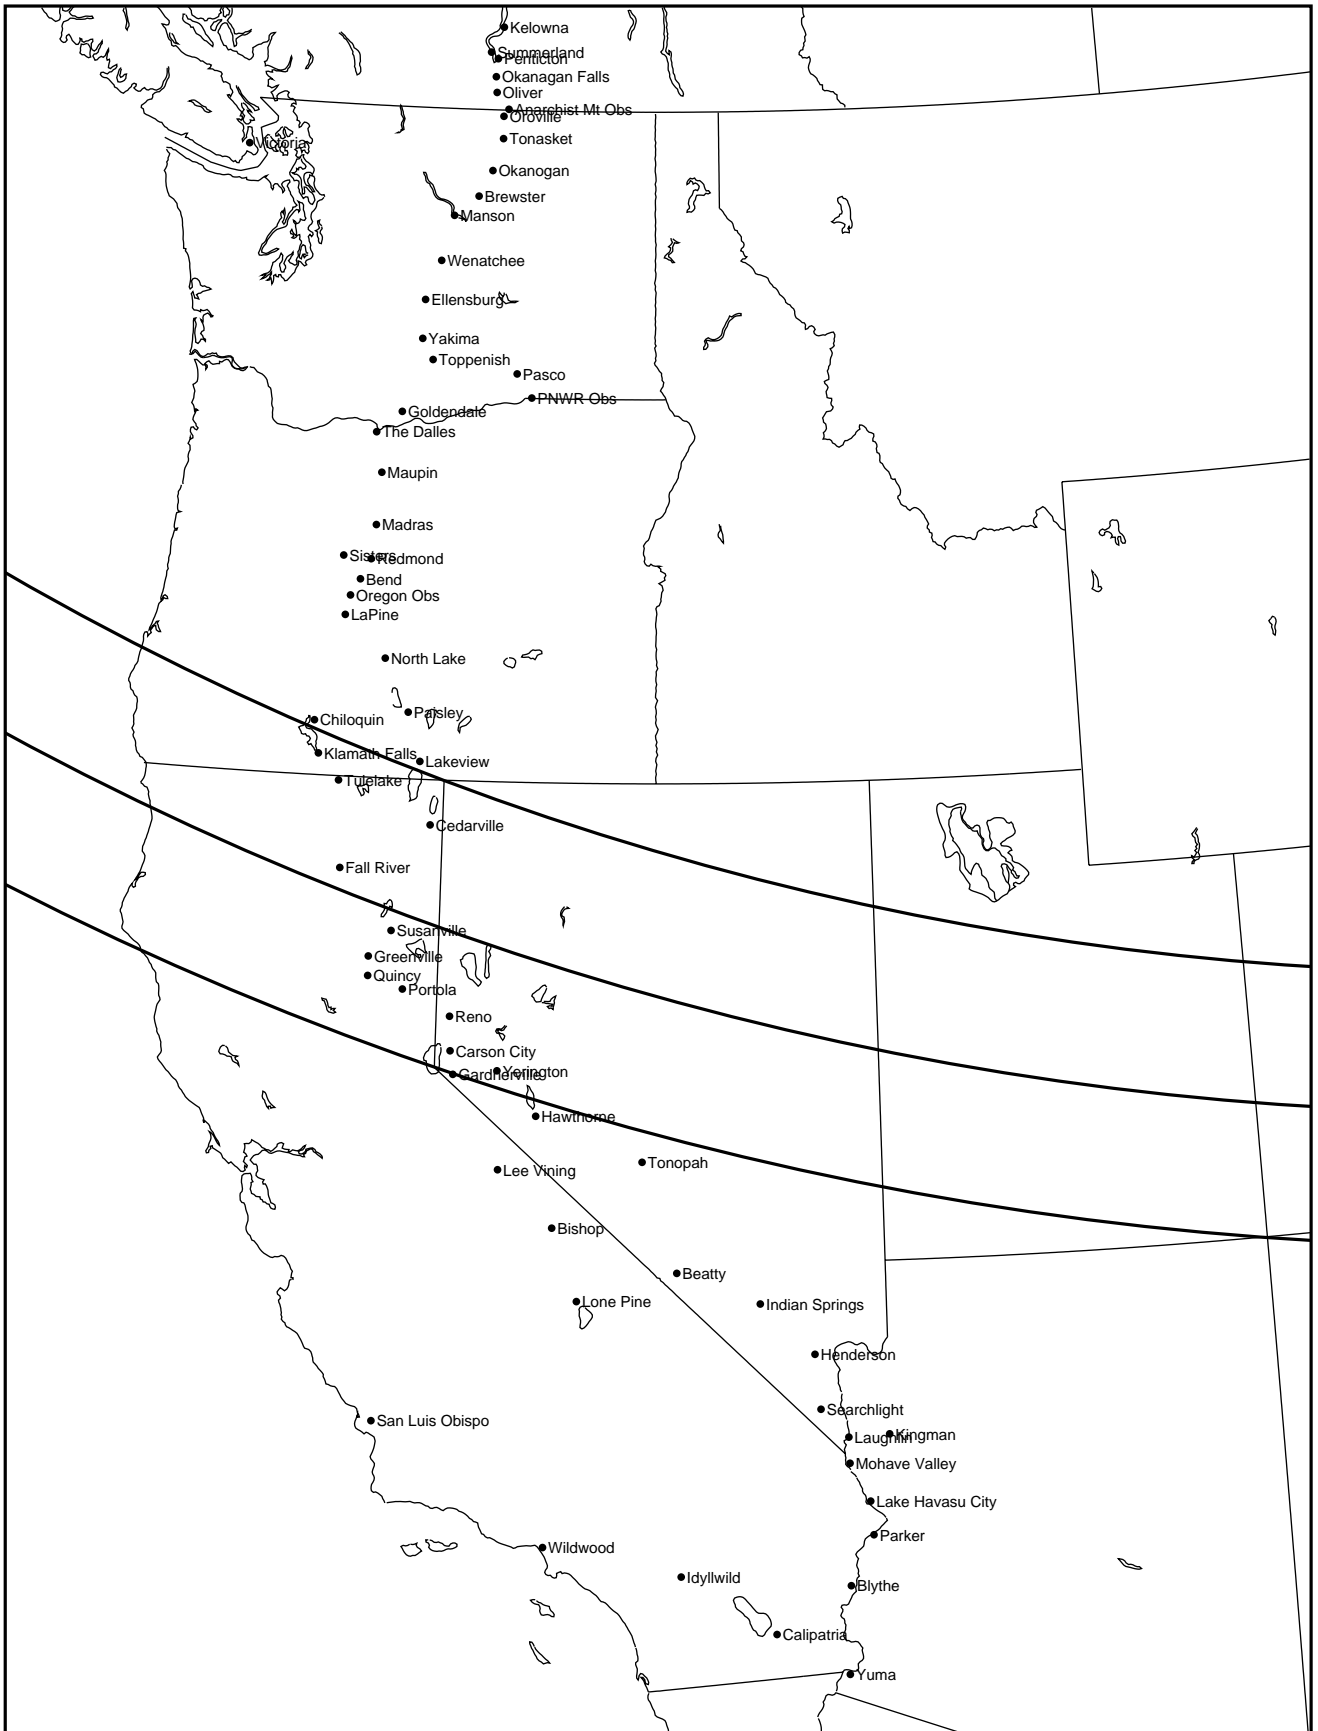 Kelowna
Summerland
Penticton
Okanagan Falls
Oliver
Anarchist Mt Obs
Oroville
Tonasket
Victoria
Okanogan
Brewster
Manson
Wenatchee
Ellensburg
Yakima
Toppenish
Pasco
PNWR Obs
Goldendale
The Dalles
Maupin
Madras
Sisters
Redmond
Bend
Oregon Obs
LaPine
North Lake
Paisley
Chiloquin
Klamath Falls
Lakeview
Tulelake
Cedarville
Fall River
Susanville
Greenville
Quincy
Portola
Reno
Carson City
Yerington
Gardnerville
Hawthorne
Tonopah
Lee Vining
Bishop
Beatty
Lone Pine
Indian Springs
Henderson
Searchlight
San Luis Obispo
Kingman
Laughlin
Mohave Valley
Lake Havasu City
Parker
Wildwood
Idyllwild
Blythe
Calipatria
Yuma